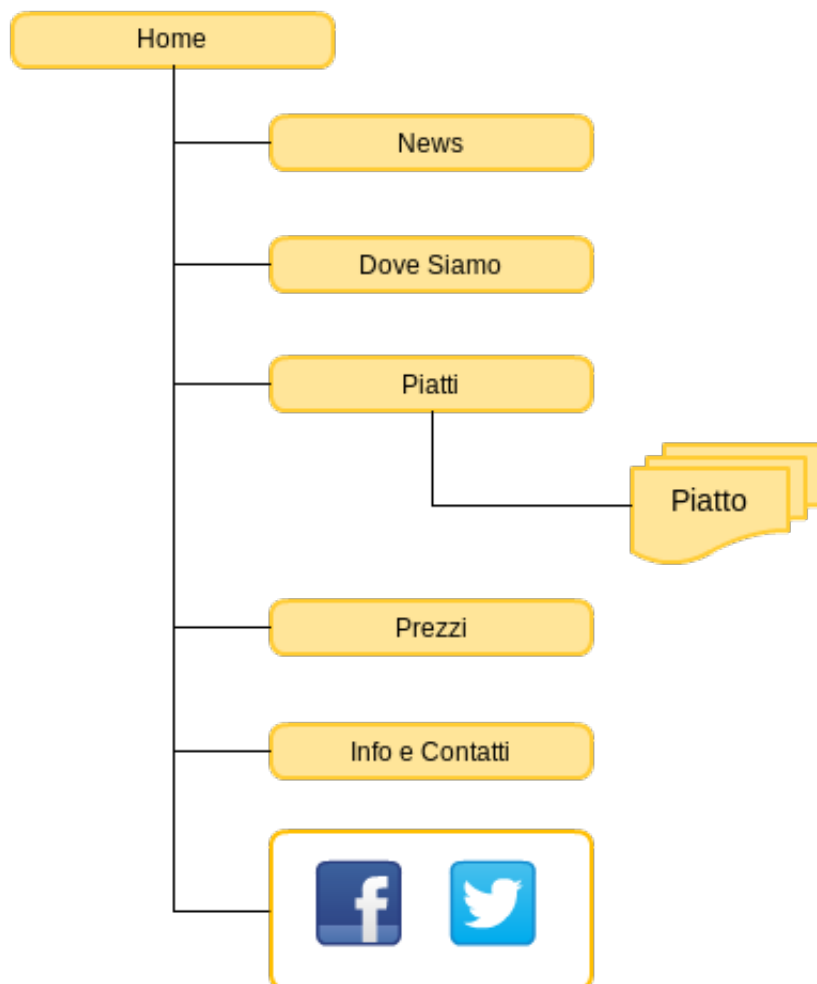 Home
News
Dove Siamo
Piatti
Piatto
Prezzi
Info e Contatti